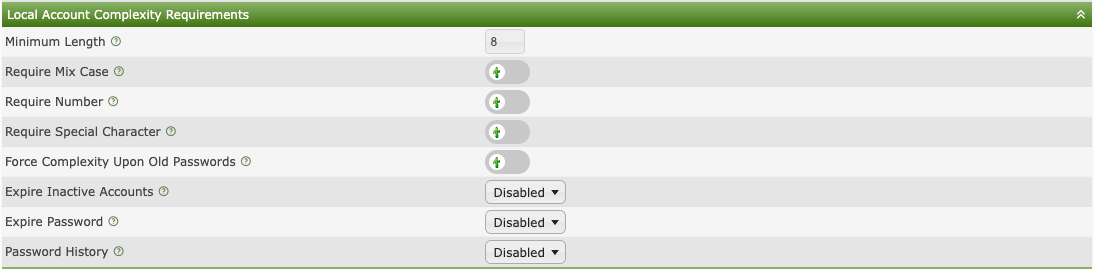 Local Account Complexity Requirements
Minimum Length 8
Require Mix Case
Require Number
Require Special Character
Force Complexity Upon Old Passwords
Expire Inactive Accounts Disabled
Expire Password Disabled
Password History Disabled